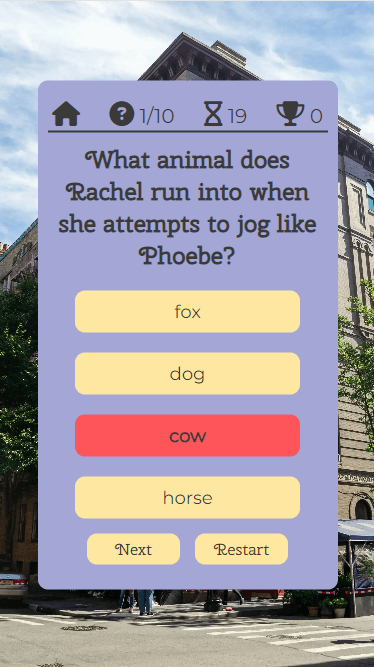 1/10 19 0
What animal does
Rachel run into when
she attempts to jog like
Phoebe?
fox
dog
cow
horse
Next Restart